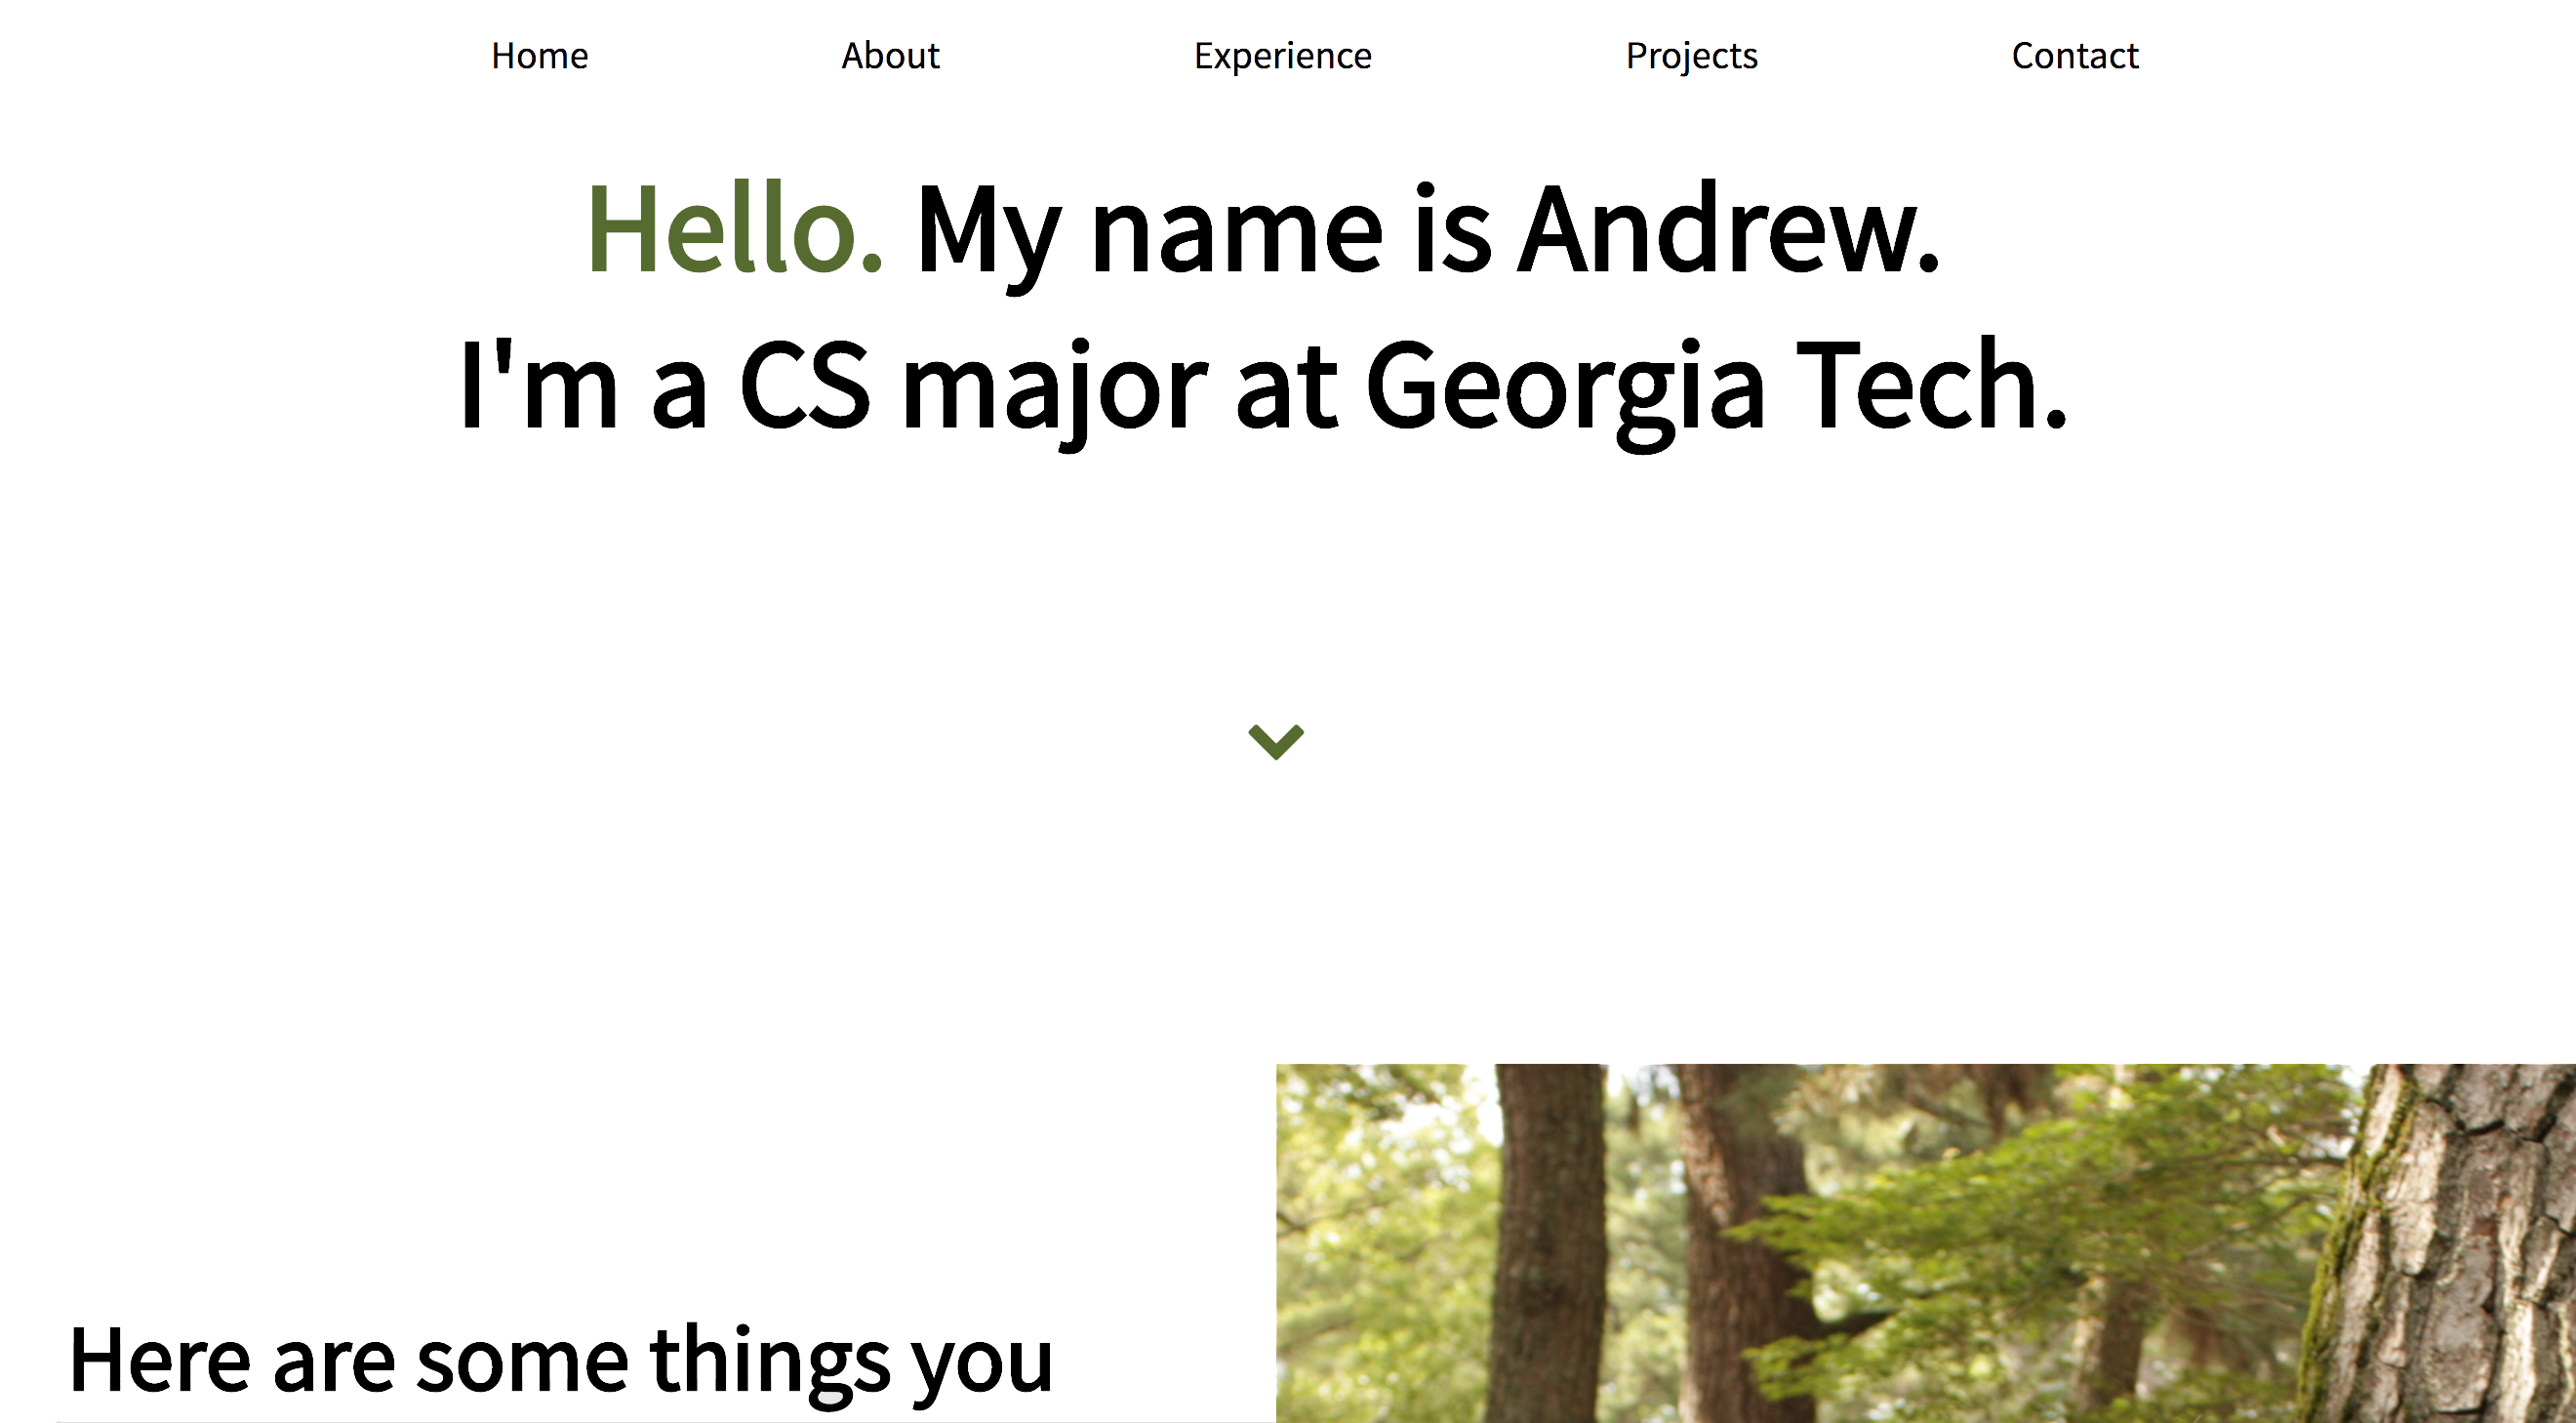 Home About Experience Projects Contact
Hello. My name is Andrew.
I'm a CS major at Georgia Tech.
Here are some things you